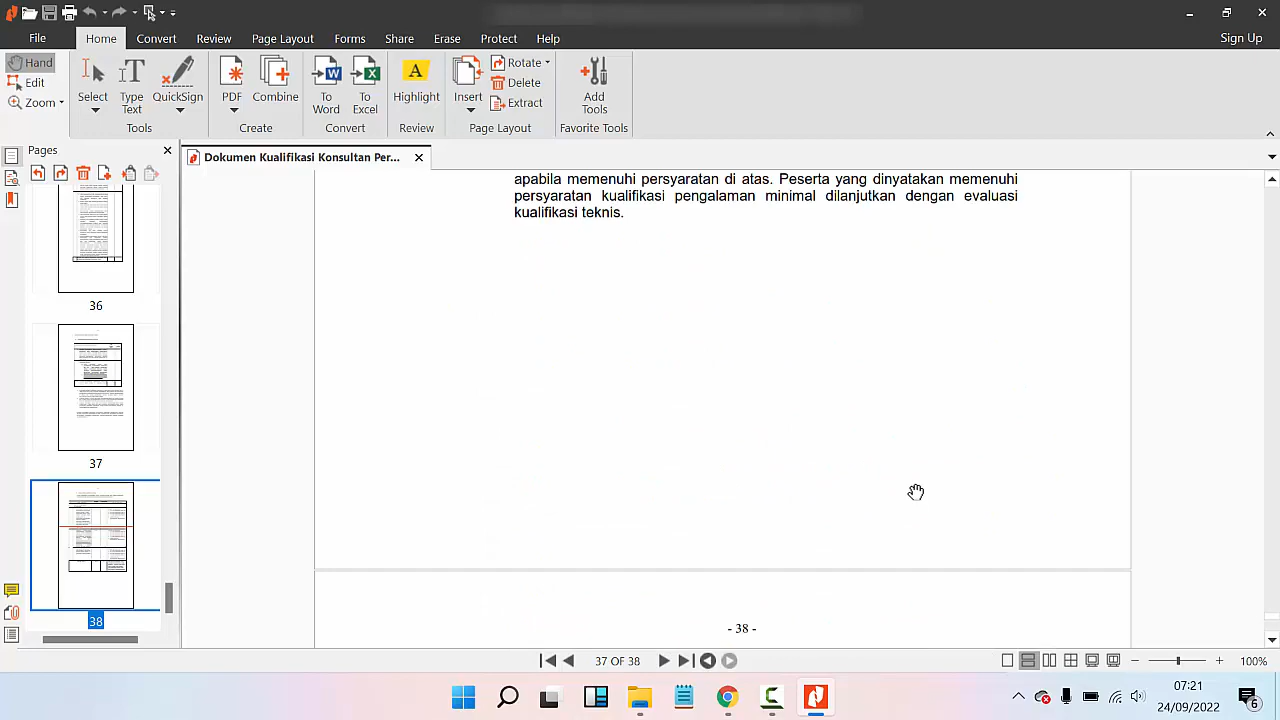 File
Home
Convert
Review
Page Layout
Forms
Share
Erase
Protect
Help
Sign Up
Hand
Edit
Zoom
Select
Type Text
QuickSign
Tools
PDF
Combine
Create
To Word
To Excel
Convert
Highlight
Review
Insert
Rotate
Delete
Extract
Page Layout
Add Tools
Favorite Tools
Pages
Dokumen Kualifikasi Konsultan Per...
36
37
38
apabila memenuhi persyaratan di atas. Peserta yang dinyatakan memenuhi
persyaratan kualifikasi pengalaman minimal dilanjutkan dengan evaluasi
kualifikasi teknis.
- 38 -
37 OF 38
100%
07:21
24/09/2022
6